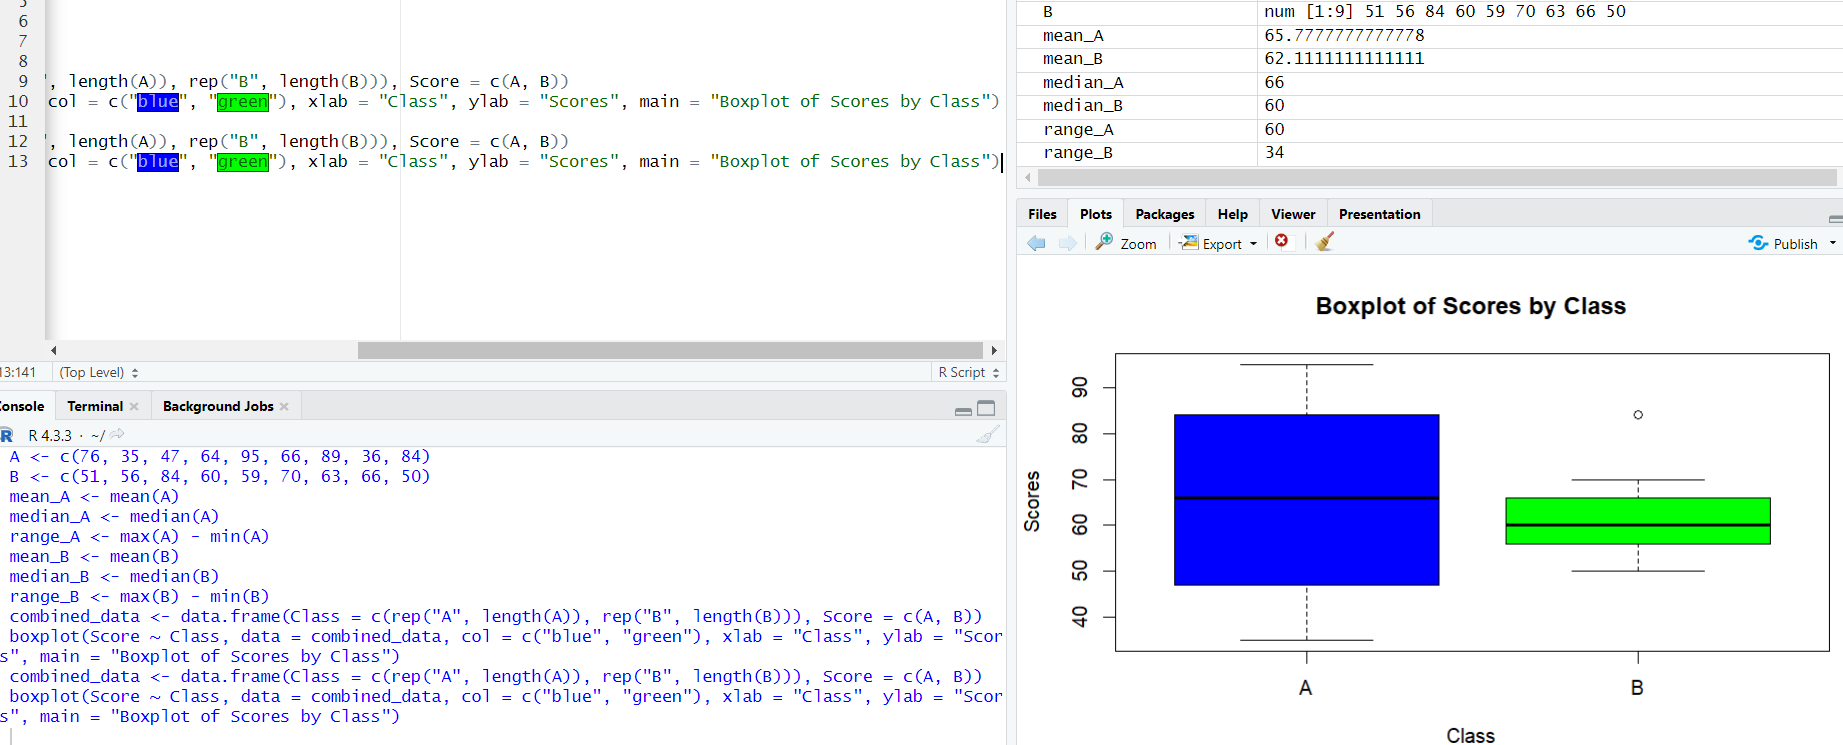 5
6
7
8
9 ', length(A)), rep("B", length(B))), Score = c(A, B))
10 col = c("blue", "green"), xlab = "Class", ylab = "Scores", main = "Boxplot of Scores by Class")
11
12 ', length(A)), rep("B", length(B))), Score = c(A, B))
13 col = c("blue", "green"), xlab = "Class", ylab = "Scores", main = "Boxplot of Scores by Class")
13:141 (Top Level) R Script
Console Terminal Background Jobs
R R 4.3.3 · ~/
A <- c(76, 35, 47, 64, 95, 66, 89, 36, 84)
B <- c(51, 56, 84, 60, 59, 70, 63, 66, 50)
mean_A <- mean(A)
median_A <- median(A)
range_A <- max(A) - min(A)
mean_B <- mean(B)
median_B <- median(B)
range_B <- max(B) - min(B)
combined_data <- data.frame(Class = c(rep("A", length(A)), rep("B", length(B))), Score = c(A, B))
boxplot(Score ~ Class, data = combined_data, col = c("blue", "green"), xlab = "Class", ylab = "Scor
s", main = "Boxplot of Scores by Class")
combined_data <- data.frame(Class = c(rep("A", length(A)), rep("B", length(B))), Score = c(A, B))
boxplot(Score ~ Class, data = combined_data, col = c("blue", "green"), xlab = "Class", ylab = "Scor
s", main = "Boxplot of Scores by Class")
B num [1:9] 51 56 84 60 59 70 63 66 50
mean_A 65.7777777777778
mean_B 62.1111111111111
median_A 66
median_B 60
range_A 60
range_B 34
Files Plots Packages Help Viewer Presentation
Zoom Export Publish
Boxplot of Scores by Class
Scores
90
80
70
60
50
40
A B
Class